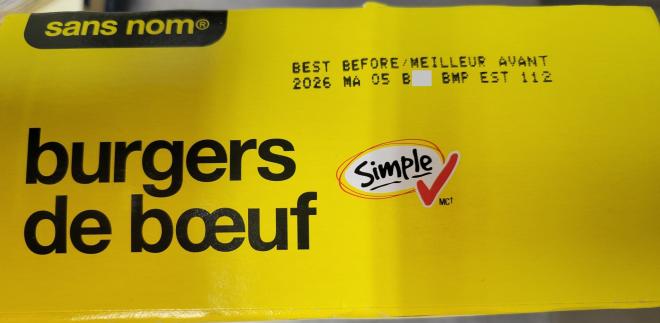 sans nom®
BEST BEFORE/MEILLEUR AVANT
2026 MA 05 B BMP EST 112
burgers
de bœuf
Simple
MC†